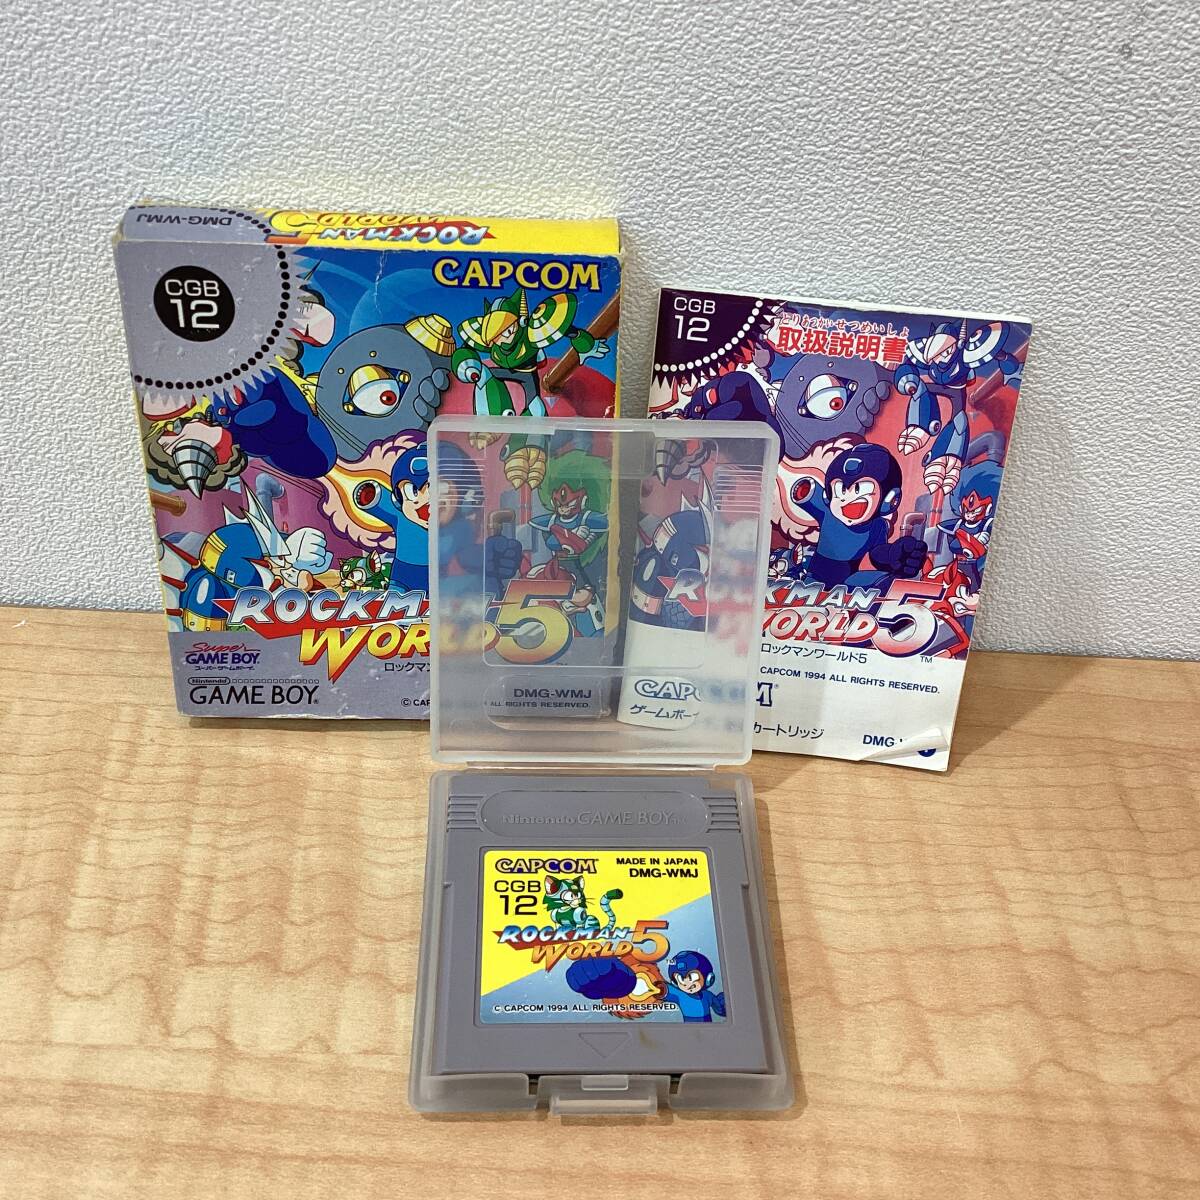 DMG-WMJ
ROCKMAN
WORLD 5
CGB
12
CAPCOM
ROCKMAN
WORLD 5
ロックマン
Super
GAME BOY
スーパーゲームボーイ
Nintendo
GAME BOY
DMG-WMJ
ALL RIGHTS RESERVED.
CGB
12
とりあつかいせつめいしょ
取扱説明書
ROCKMAN
WORLD 5
TM
ロックマンワールド5
CAPCOM 1994 ALL RIGHTS RESERVED.
CAPCOM
ゲームボーイ
カートリッジ
DMG
Nintendo GAME BOY
CAPCOM
MADE IN JAPAN
DMG-WMJ
CGB
12
ROCKMAN
WORLD 5
TM
© CAPCOM 1994 ALL RIGHTS RESERVED.